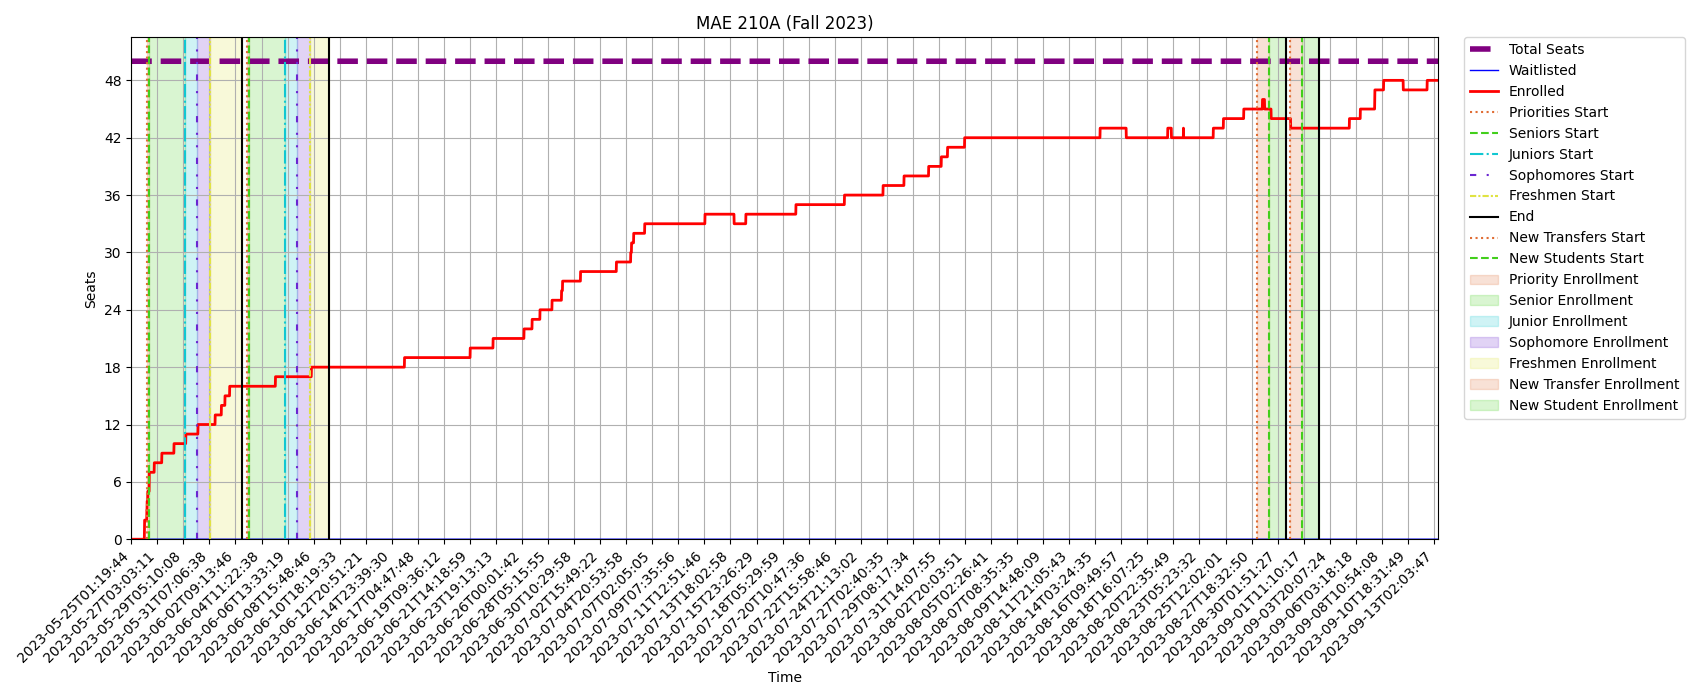 MAE 210A (Fall 2023)
Seats
48
42
36
30
24
18
12
6
0
2023-05-25T01:19:44
2023-05-27T03:03:11
2023-05-29T05:10:08
2023-05-31T07:06:38
2023-06-02T09:13:46
2023-06-04T11:22:38
2023-06-06T13:33:19
2023-06-08T15:48:46
2023-06-10T18:19:33
2023-06-12T20:51:21
2023-06-14T23:39:30
2023-06-17T04:47:48
2023-06-19T09:36:12
2023-06-21T14:18:59
2023-06-23T19:13:13
2023-06-26T00:01:42
2023-06-28T05:15:55
2023-06-30T10:29:58
2023-07-02T15:49:22
2023-07-04T20:53:58
2023-07-07T02:05:05
2023-07-09T07:35:56
2023-07-11T12:51:46
2023-07-13T18:02:58
2023-07-15T23:26:29
2023-07-18T05:29:59
2023-07-20T10:47:36
2023-07-22T15:58:46
2023-07-24T21:13:02
2023-07-27T02:40:35
2023-07-29T08:17:34
2023-07-31T14:07:55
2023-08-02T20:03:51
2023-08-05T02:26:41
2023-08-07T08:35:35
2023-08-09T14:48:09
2023-08-11T21:05:43
2023-08-14T03:24:35
2023-08-16T09:49:57
2023-08-18T16:07:25
2023-08-20T22:35:49
2023-08-23T05:23:32
2023-08-25T12:02:01
2023-08-27T18:32:50
2023-08-30T01:51:27
2023-09-01T11:10:17
2023-09-03T20:07:24
2023-09-06T03:18:18
2023-09-08T10:54:09
2023-09-10T18:31:49
2023-09-13T02:03:47
Time
Total Seats
Waitlisted
Enrolled
Priorities Start
Seniors Start
Juniors Start
Sophomores Start
Freshmen Start
End
New Transfers Start
New Students Start
Priority Enrollment
Senior Enrollment
Junior Enrollment
Sophomore Enrollment
Freshmen Enrollment
New Transfer Enrollment
New Student Enrollment